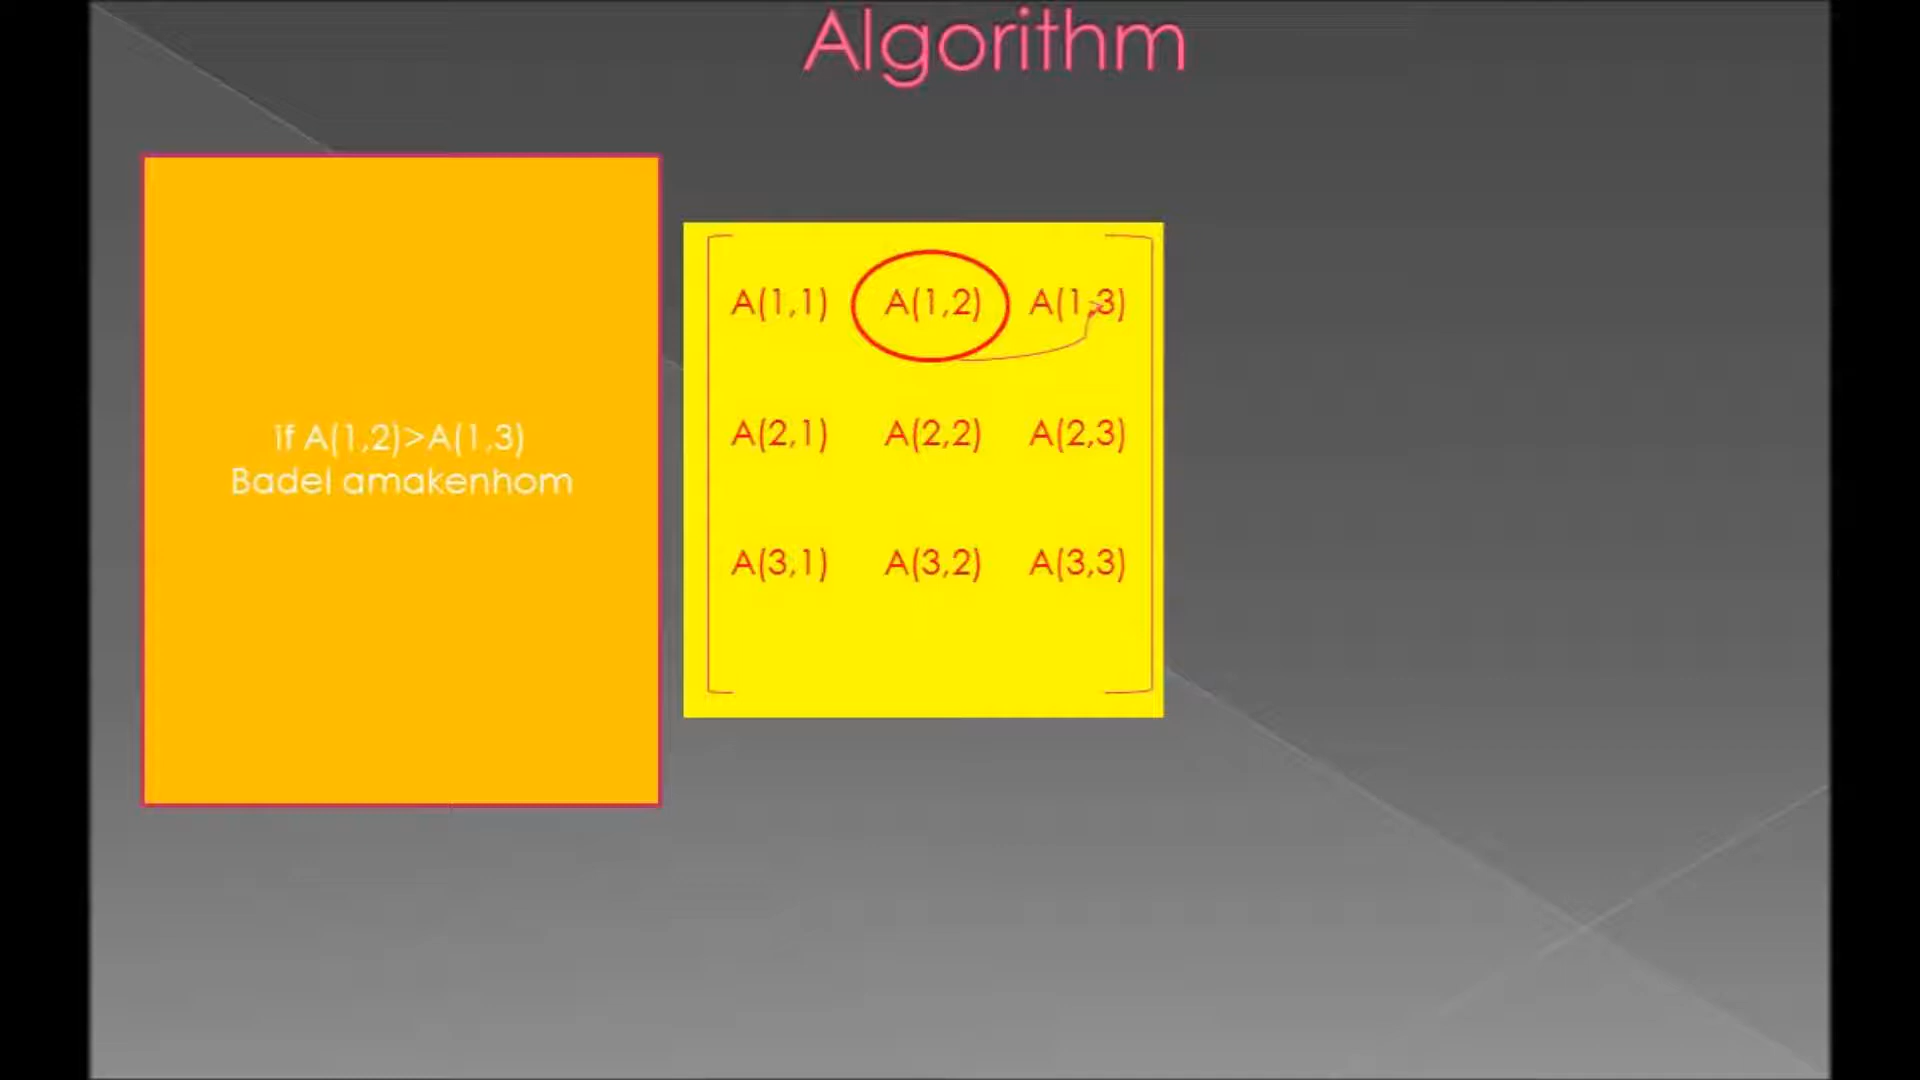 Algorithm
if A(1,2)>A(1,3)
Badel amakenhom
A(1,1) A(1,2) A(1,3)
A(2,1) A(2,2) A(2,3)
A(3,1) A(3,2) A(3,3)